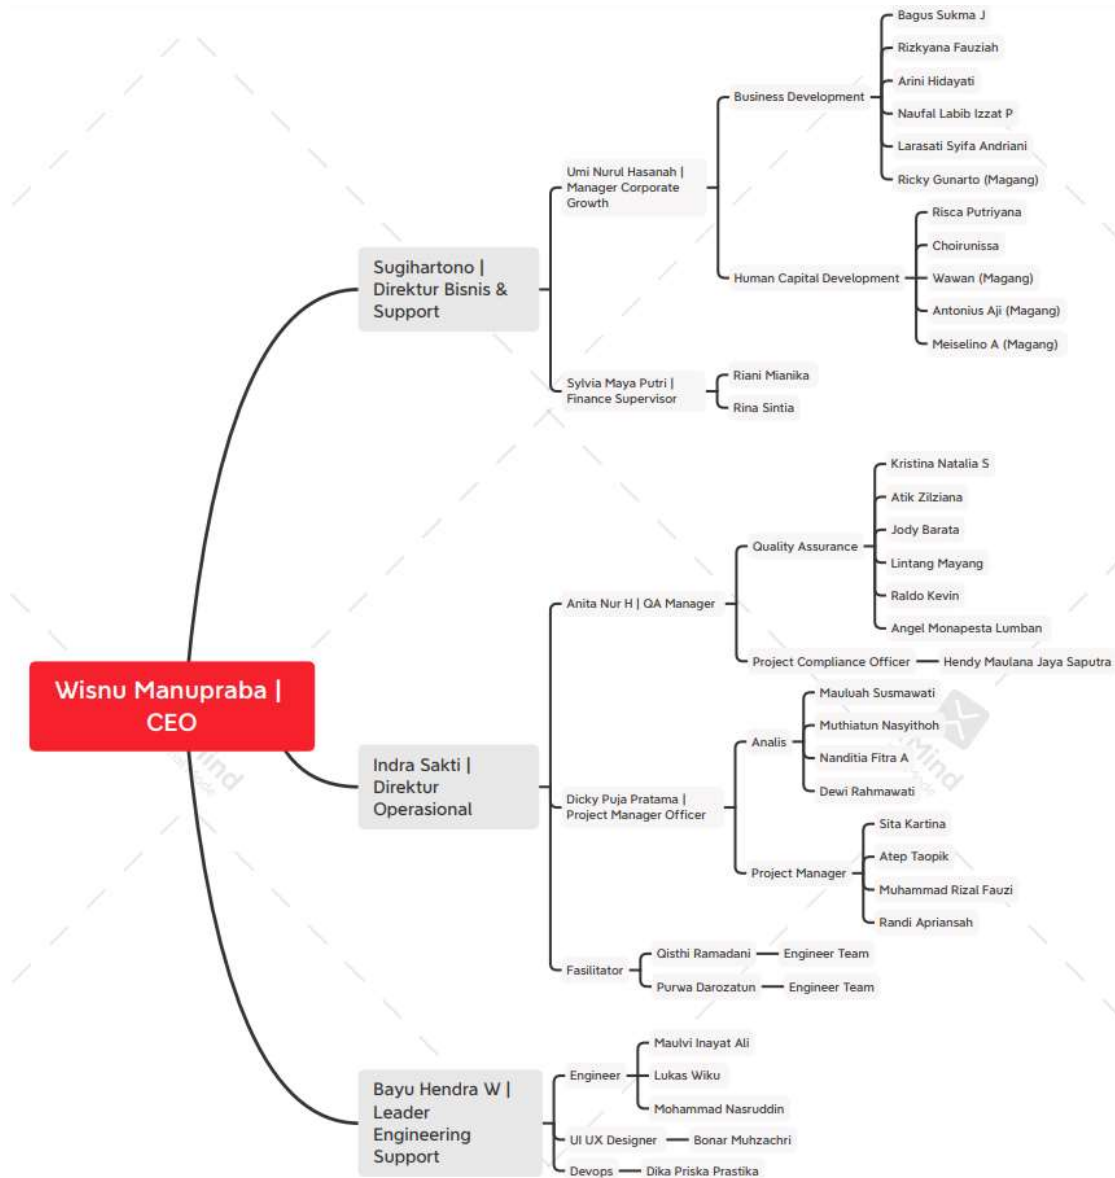 Bagus Sukma J
Rizkyana Fauziah
Arini Hidayati
Business Development
Naufal Labib Izzat P
Larasati Syifa Andriani
Ricky Gunarto (Magang)
Umi Nurul Hasanah |
Manager Corporate
Growth
Risca Putriyana
Choirunissa
Human Capital Development
Wawan (Magang)
Antonius Aji (Magang)
Meiselino A (Magang)
Sugihartono |
Direktur Bisnis &
Support
Sylvia Maya Putri |
Finance Supervisor
Riani Mianika
Rina Sintia
Kristina Natalia S
Atik Zilziana
Jody Barata
Quality Assurance
Lintang Mayang
Raldo Kevin
Angel Monapesta Lumban
Anita Nur H | QA Manager
Project Compliance Officer
Hendy Maulana Jaya Saputra
Wisnu Manupraba |
CEO
Mauluah Susmawati
Muthiatun Nasyithoh
Analis
Nanditia Fitra A
Dewi Rahmawati
Indra Sakti |
Direktur
Operasional
Dicky Puja Pratama |
Project Manager Officer
Sita Kartina
Atep Taopik
Project Manager
Muhammad Rizal Fauzi
Randi Apriansah
Fasilitator
Qisthi Ramadani
Engineer Team
Purwa Darozatun
Engineer Team
Maulvi Inayat Ali
Engineer
Lukas Wiku
Mohammad Nasruddin
Bayu Hendra W |
Leader
Engineering
Support
UI UX Designer
Bonar Muhzachri
Devops
Dika Priska Prastika